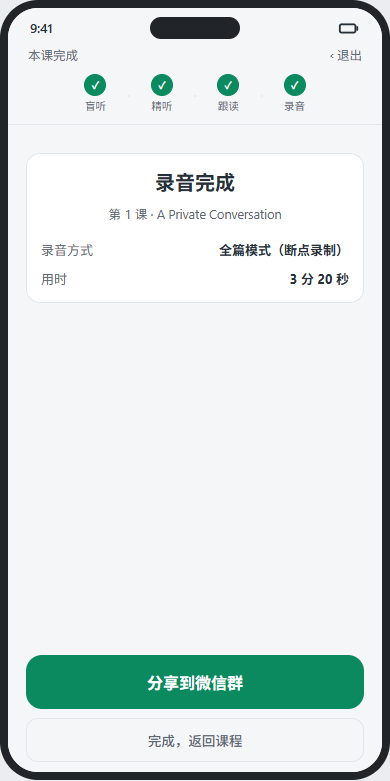 9:41
本课完成
‹ 退出
盲听 精听 跟读 录音
录音完成
第 1 课 · A Private Conversation
录音方式 全篇模式（断点录制）
用时 3 分 20 秒
分享到微信群
完成，返回课程